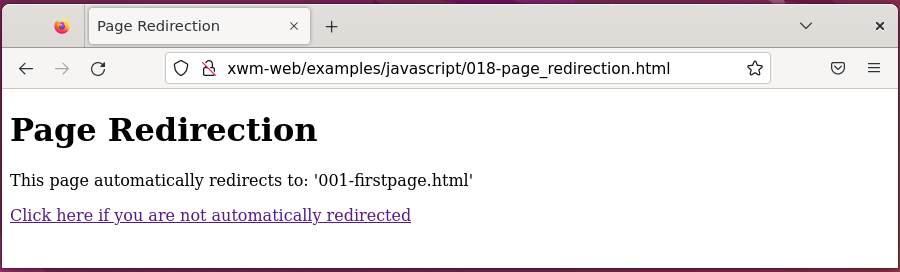 Page Redirection
xwm-web/examples/javascript/018-page_redirection.html
Page Redirection
This page automatically redirects to: '001-firstpage.html'
Click here if you are not automatically redirected